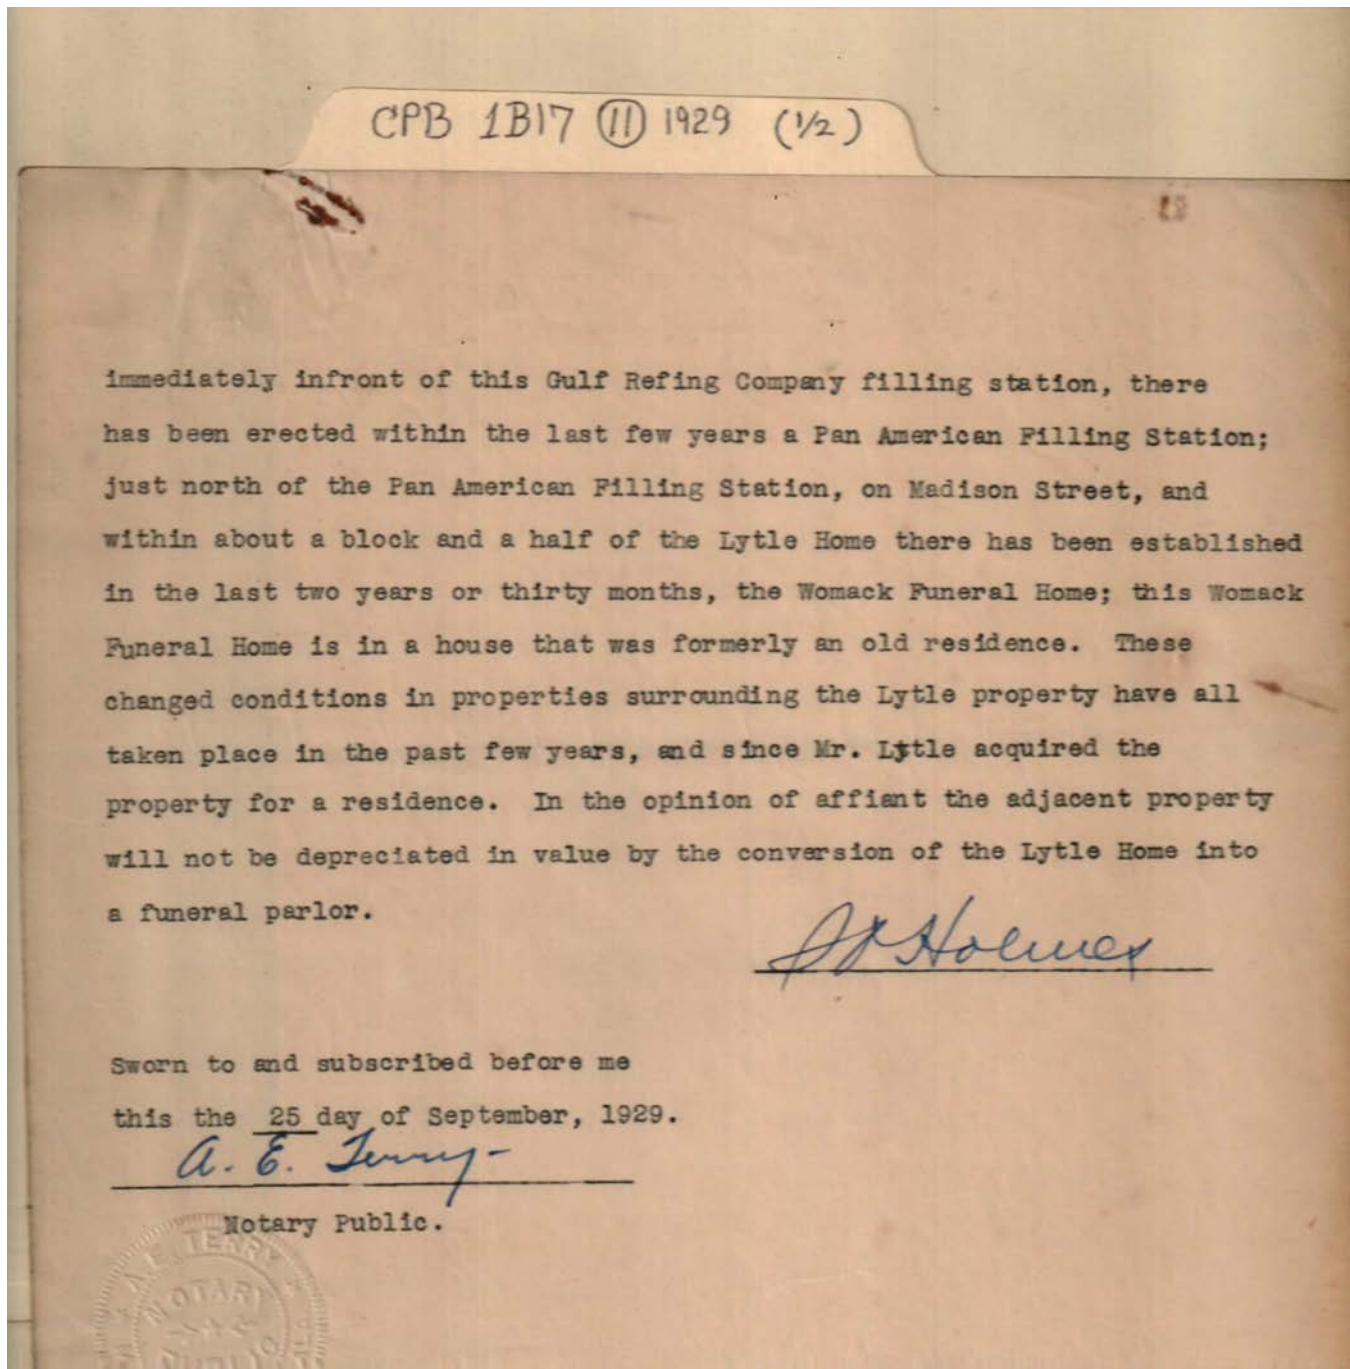 CPB 1B17 (11) 1929 (1/2)
immediately infront of this Gulf Refing Company filling station, there
has been erected within the last few years a Pan American Filling Station;
just north of the Pan American Filling Station, on Madison Street, and
within about a block and a half of the Lytle Home there has been established
in the last two years or thirty months, the Womack Funeral Home; this Womack
Funeral Home is in a house that was formerly an old residence. These
changed conditions in properties surrounding the Lytle property have all
taken place in the past few years, and since Mr. Lytle acquired the
property for a residence. In the opinion of affiant the adjacent property
will not be depreciated in value by the conversion of the Lytle Home into
a funeral parlor.
Holmes
Sworn to and subscribed before me
this the 25 day of September, 1929.
A. E. Terry
Notary Public.
A. E. TERRY
NOTARY